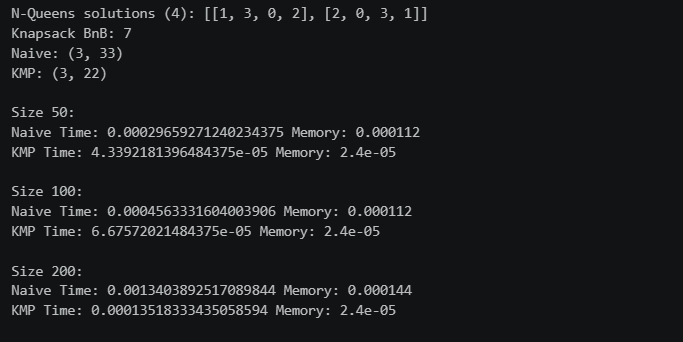 N-Queens solutions (4): [[1, 3, 0, 2], [2, 0, 3, 1]]
Knapsack BnB: 7
Naive: (3, 33)
KMP: (3, 22)
Size 50:
Naive Time: 0.00029659271240234375 Memory: 0.000112
KMP Time: 4.3392181396484375e-05 Memory: 2.4e-05
Size 100:
Naive Time: 0.0004563331604003906 Memory: 0.000112
KMP Time: 6.67572021484375e-05 Memory: 2.4e-05
Size 200:
Naive Time: 0.0013403892517089844 Memory: 0.000144
KMP Time: 0.00013518333435058594 Memory: 2.4e-05